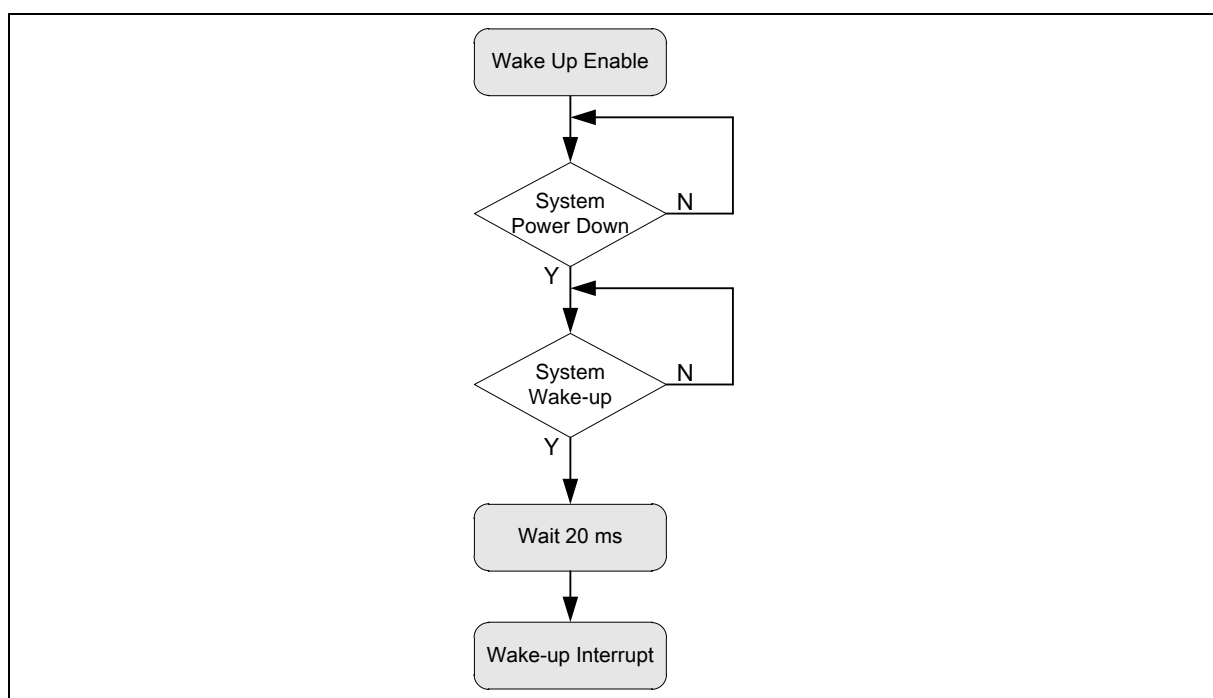 Wake Up Enable
System
Power Down
N
Y
System
Wake-up
N
Y
Wait 20 ms
Wake-up Interrupt